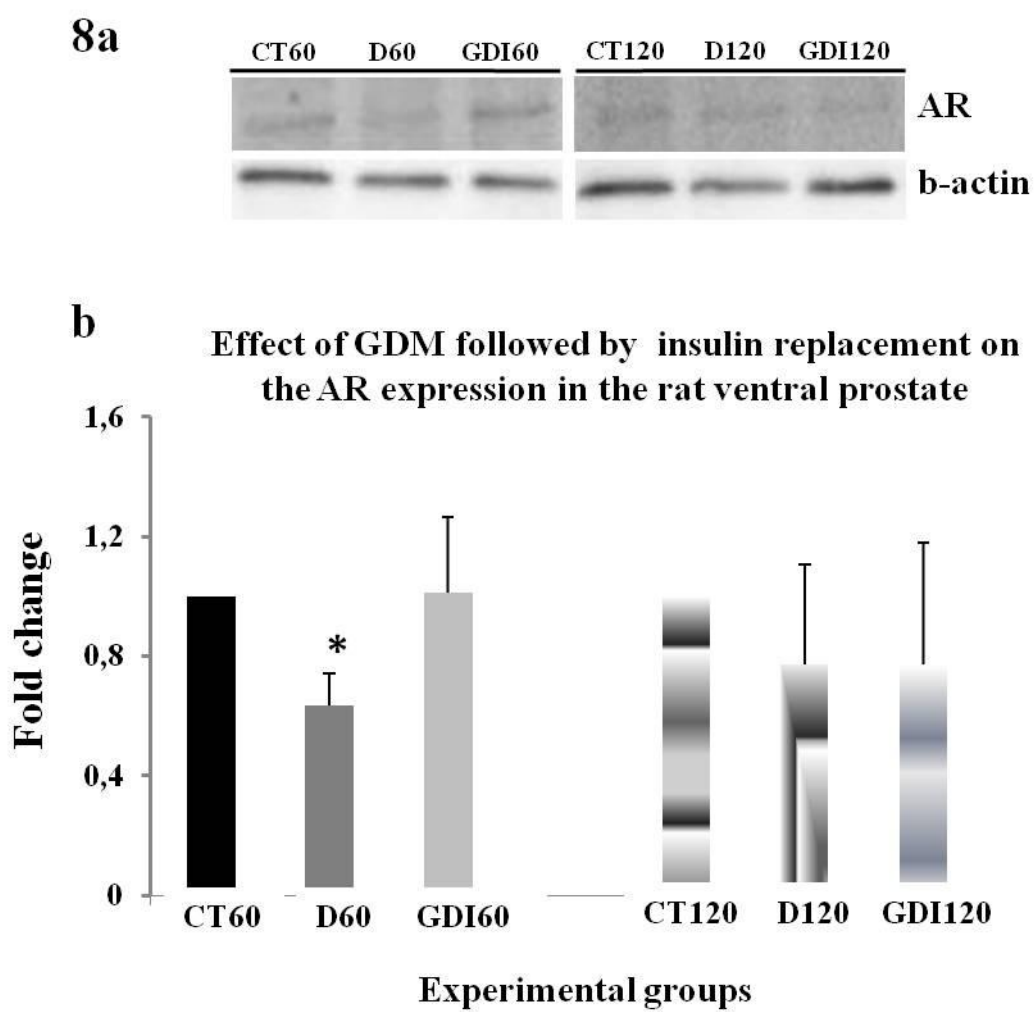 8a
CT60 D60 GDI60 CT120 D120 GDI120
AR
b-actin
b
Effect of GDM followed by insulin replacement on
the AR expression in the rat ventral prostate
Fold change
1,6
1,2
0,8
0,4
0
*
CT60 D60 GDI60 CT120 D120 GDI120
Experimental groups